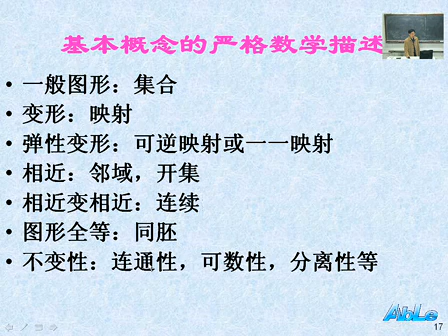 基本概念的严格数学描述
• 一般图形：集合
• 变形：映射
• 弹性变形：可逆映射或一一映射
• 相近：邻域，开集
• 相近变相近：连续
• 图形全等：同胚
• 不变性：连通性，可数性，分离性等
AbLe
17